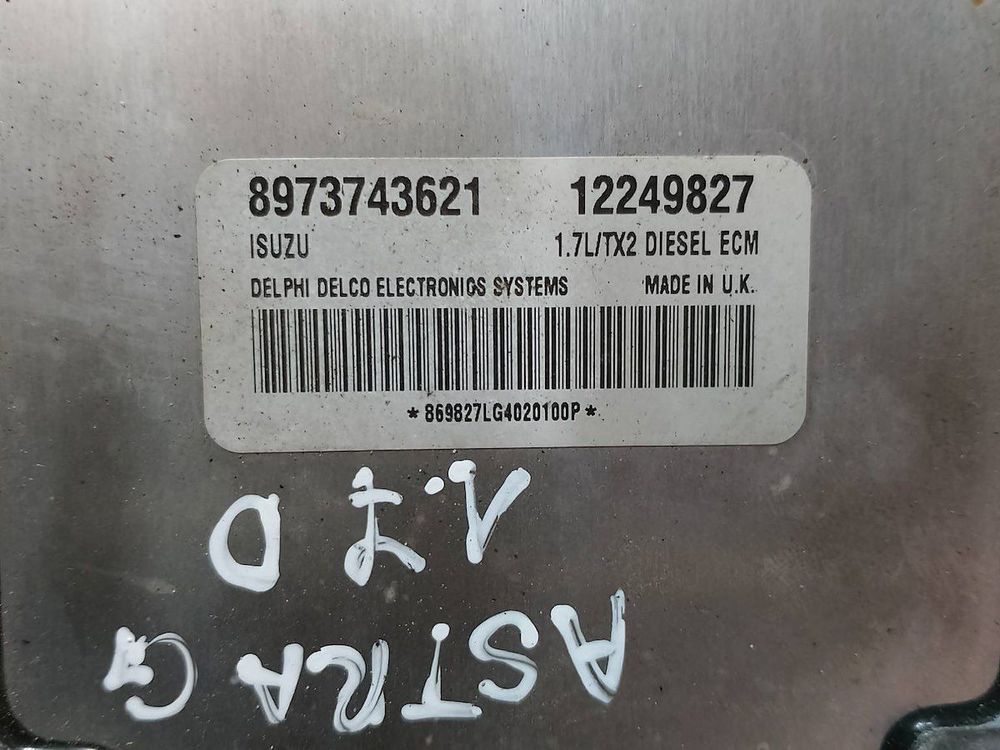 8973743621 12249827
ISUZU 1.7L/TX2 DIESEL ECM
DELPHI DELCO ELECTRONICS SYSTEMS MADE IN U.K.
*869827LG4020100P*
ASTRA G
1.7 D